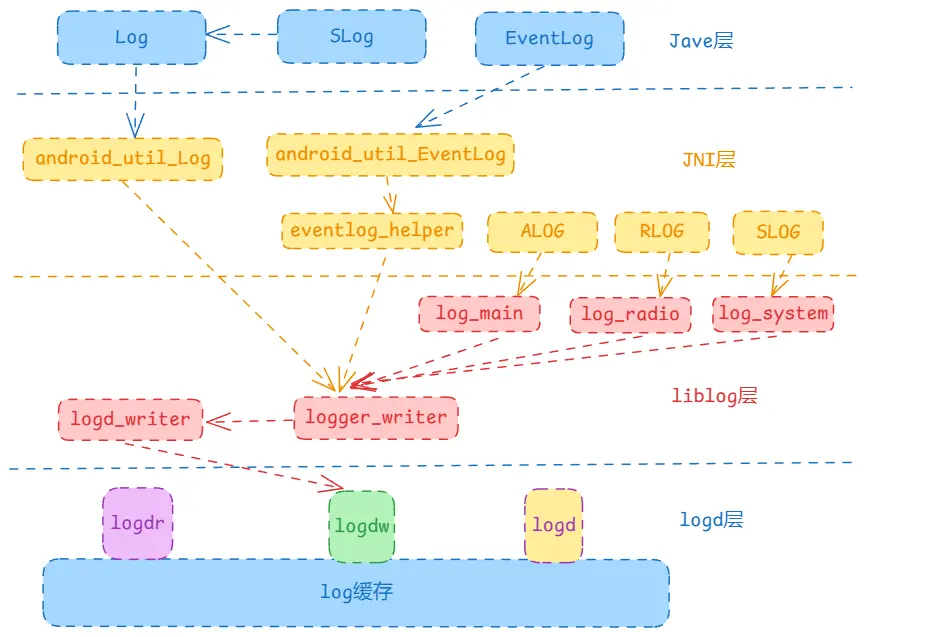 Log
SLog
EventLog
Jave层
android_util_Log
android_util_EventLog
JNI层
eventlog_helper
ALOG
RLOG
SLOG
log_main
log_radio
log_system
liblog层
logd_writer
logger_writer
logdr
logdw
logd
logd层
log缓存